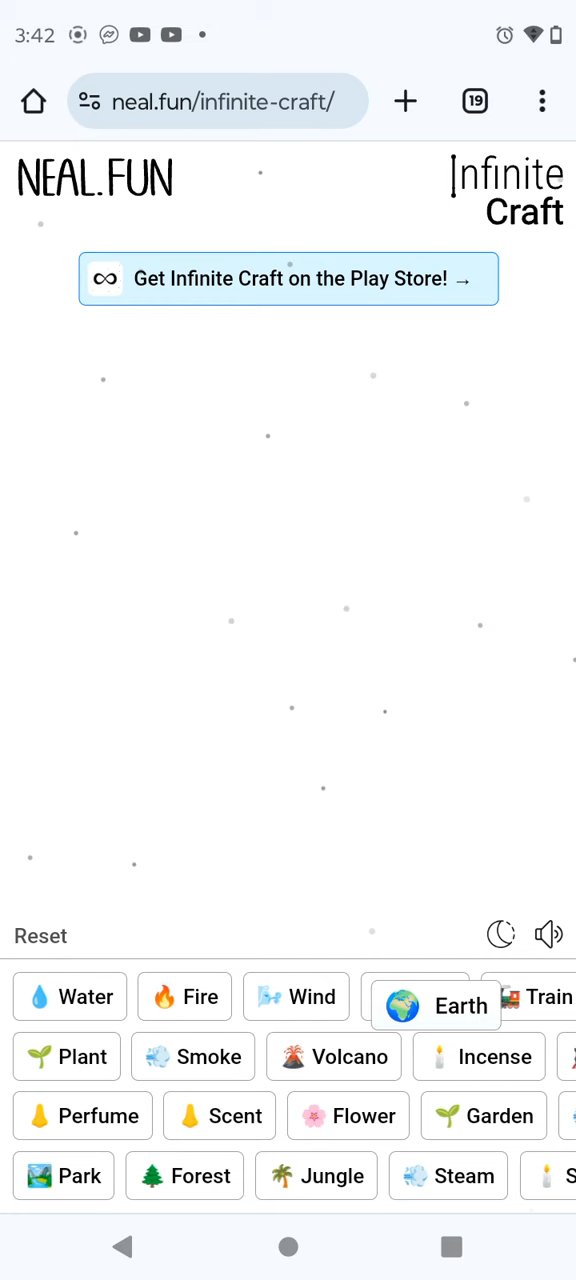 3:42
neal.fun/infinite-craft/
19
NEAL.FUN
Infinite
Craft
Get Infinite Craft on the Play Store! →
Reset
Water Fire Wind Earth Train
Plant Smoke Volcano Incense
Perfume Scent Flower Garden
Park Forest Jungle Steam S